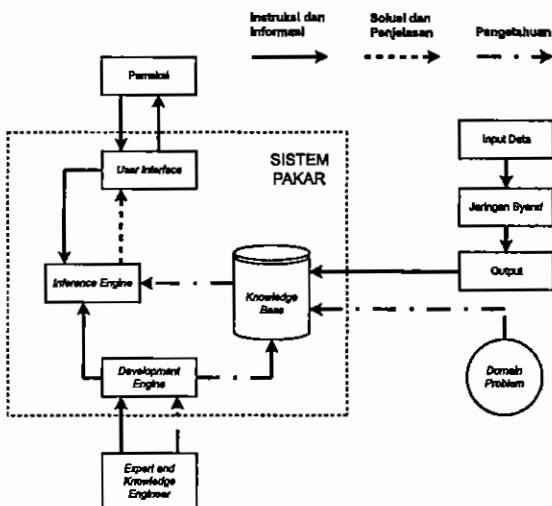 Instruksi dan
Informasi
Solusi dan
Penjelasan
Pengetahuan
Pemakai
User Interface
SISTEM
PAKAR
Input Data
Jaringan Syaraf
Output
Inference Engine
Knowledge
Base
Development
Engine
Domain
Problem
Expert and
Knowledge
Engineer